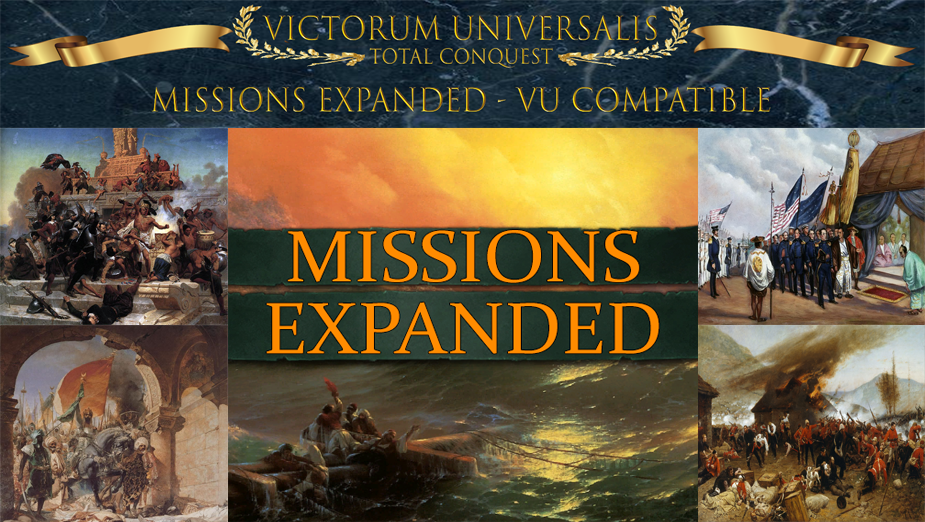 VICTORUM UNIVERSALIS
TOTAL CONQUEST
MISSIONS EXPANDED - VU COMPATIBLE
MISSIONS
EXPANDED